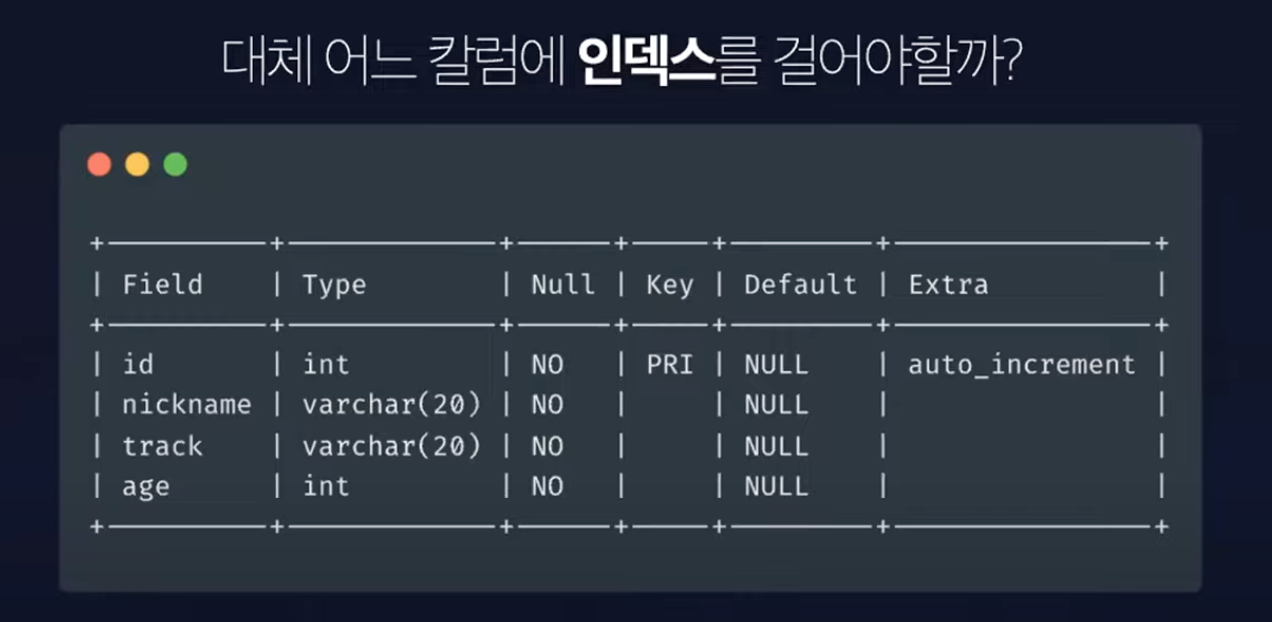 대체 어느 칼럼에 인덱스를 걸어야할까?
+----------+-------------+------+-----+---------+----------------+
| Field | Type | Null | Key | Default | Extra |
+----------+-------------+------+-----+---------+----------------+
| id | int | NO | PRI | NULL | auto_increment |
| nickname | varchar(20) | NO | | NULL | |
| track | varchar(20) | NO | | NULL | |
| age | int | NO | | NULL | |
+----------+-------------+------+-----+---------+----------------+